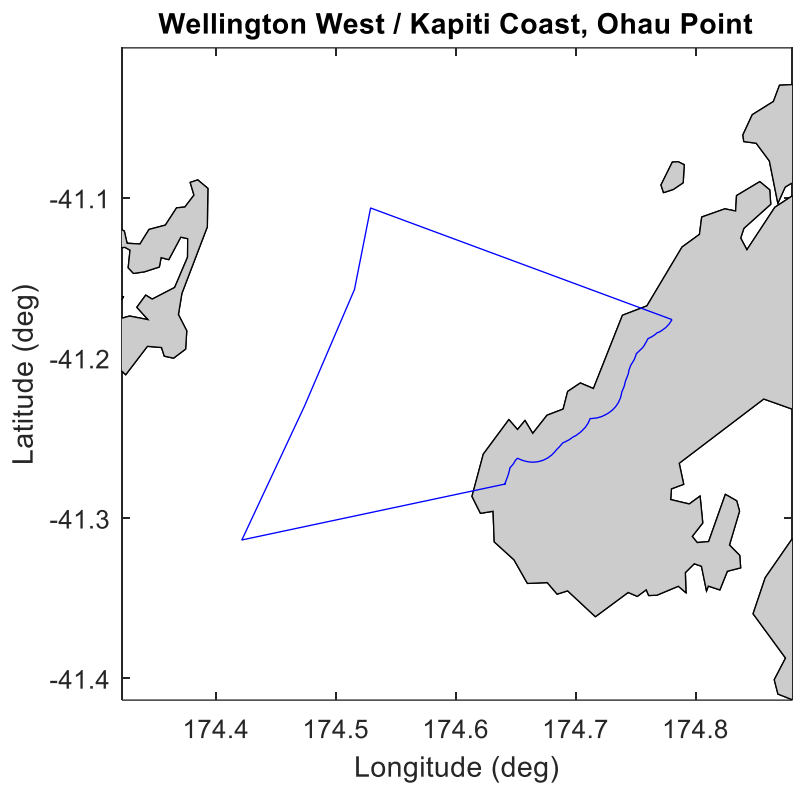 Wellington West / Kapiti Coast, Ohau Point
-41.1
-41.2
-41.3
-41.4
Latitude (deg)
174.4 174.5 174.6 174.7 174.8
Longitude (deg)